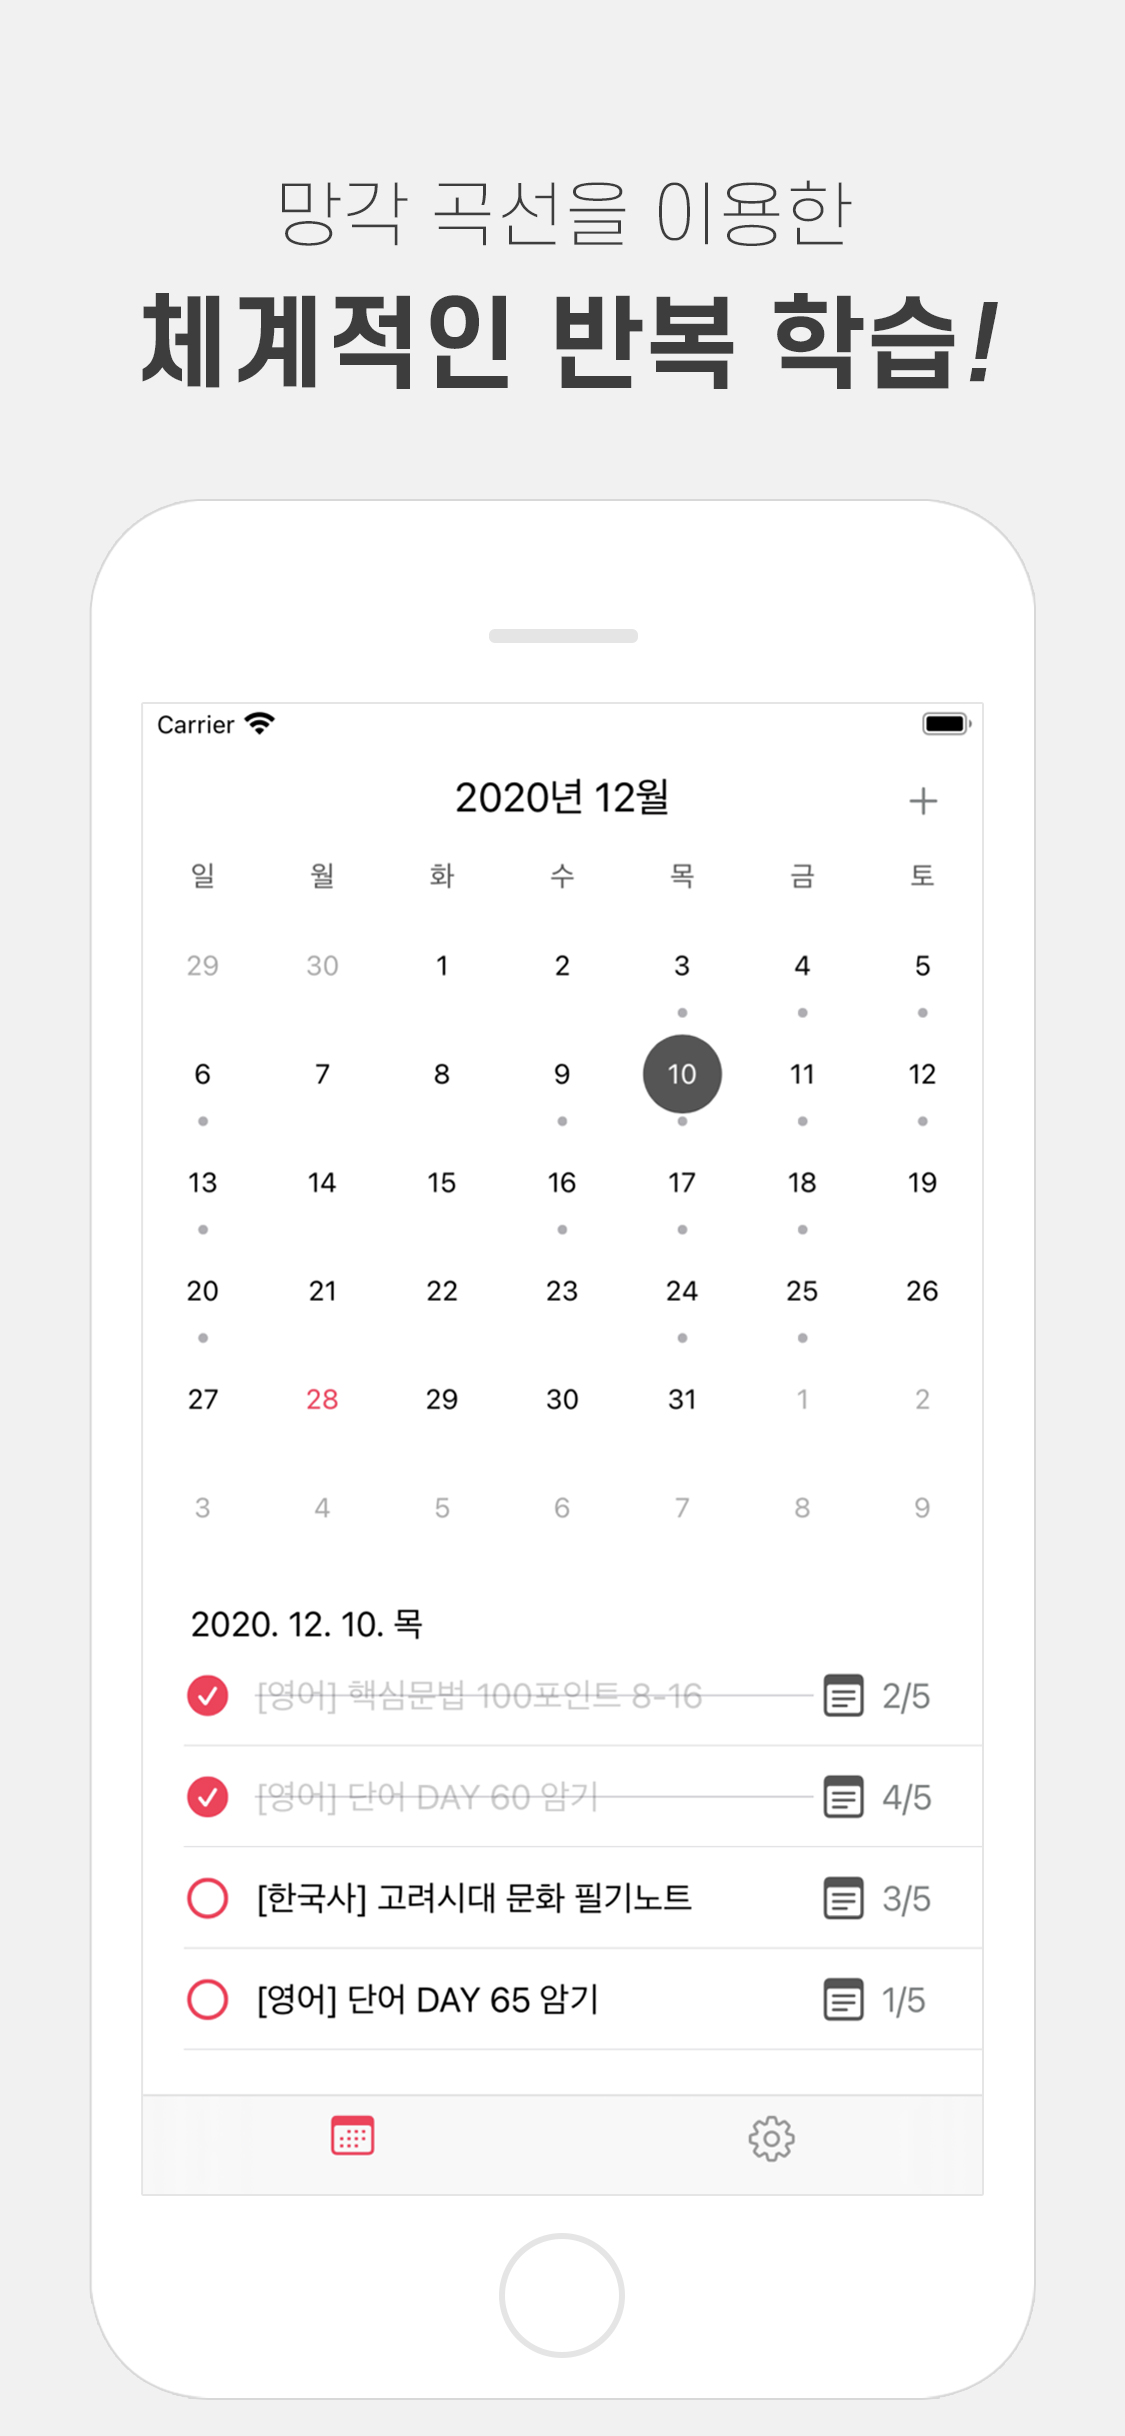 망각 곡선을 이용한
체계적인 반복 학습!
Carrier
2020년 12월
일 월 화 수 목 금 토
29 30 1 2 3 4 5
6 7 8 9 10 11 12
13 14 15 16 17 18 19
20 21 22 23 24 25 26
27 28 29 30 31 1 2
3 4 5 6 7 8 9
2020. 12. 10. 목
[영어] 핵심문법 100포인트 8-16 2/5
[영어] 단어 DAY 60 암기 4/5
[한국사] 고려시대 문화 필기노트 3/5
[영어] 단어 DAY 65 암기 1/5